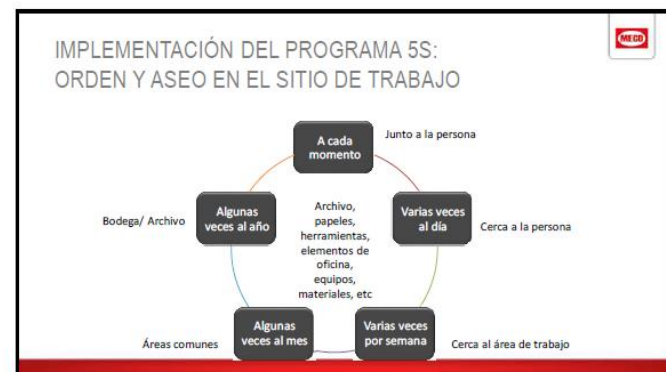 IMPLEMENTACIÓN DEL PROGRAMA 5S:
ORDEN Y ASEO EN EL SITIO DE TRABAJO
MECO
A cada
momento
Junto a la persona
Varias veces
al día
Cerca a la persona
Varias veces
por semana
Cerca al área de trabajo
Algunas
veces al mes
Áreas comunes
Algunas
veces al año
Bodega/ Archivo
Archivo,
papeles,
herramientas,
elementos de
oficina,
equipos,
materiales, etc